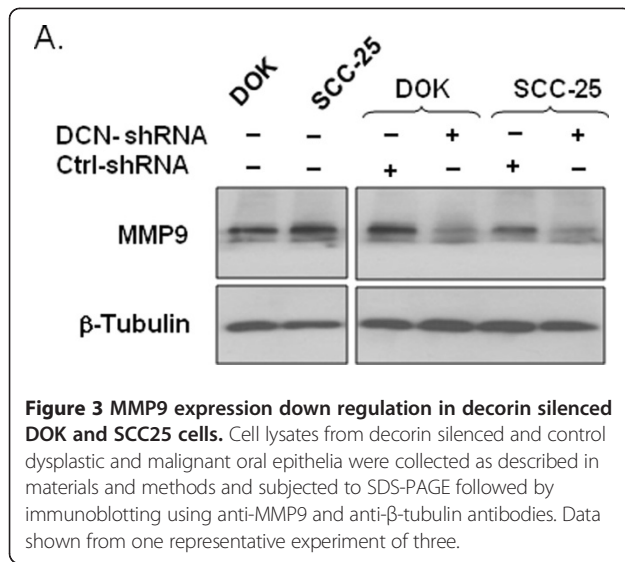 A.
DOK SCC-25 DOK SCC-25
DCN-shRNA – – – + – +
Ctrl-shRNA – – + – + –
MMP9
β-Tubulin
Figure 3 MMP9 expression down regulation in decorin silenced
DOK and SCC25 cells. Cell lysates from decorin silenced and control
dysplastic and malignant oral epithelia were collected as described in
materials and methods and subjected to SDS-PAGE followed by
immunoblotting using anti-MMP9 and anti-β-tubulin antibodies. Data
shown from one representative experiment of three.